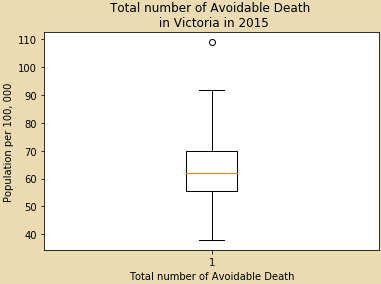 Total number of Avoidable Death
in Victoria in 2015
Population per 100, 000
110
100
90
80
70
60
50
40
1
Total number of Avoidable Death